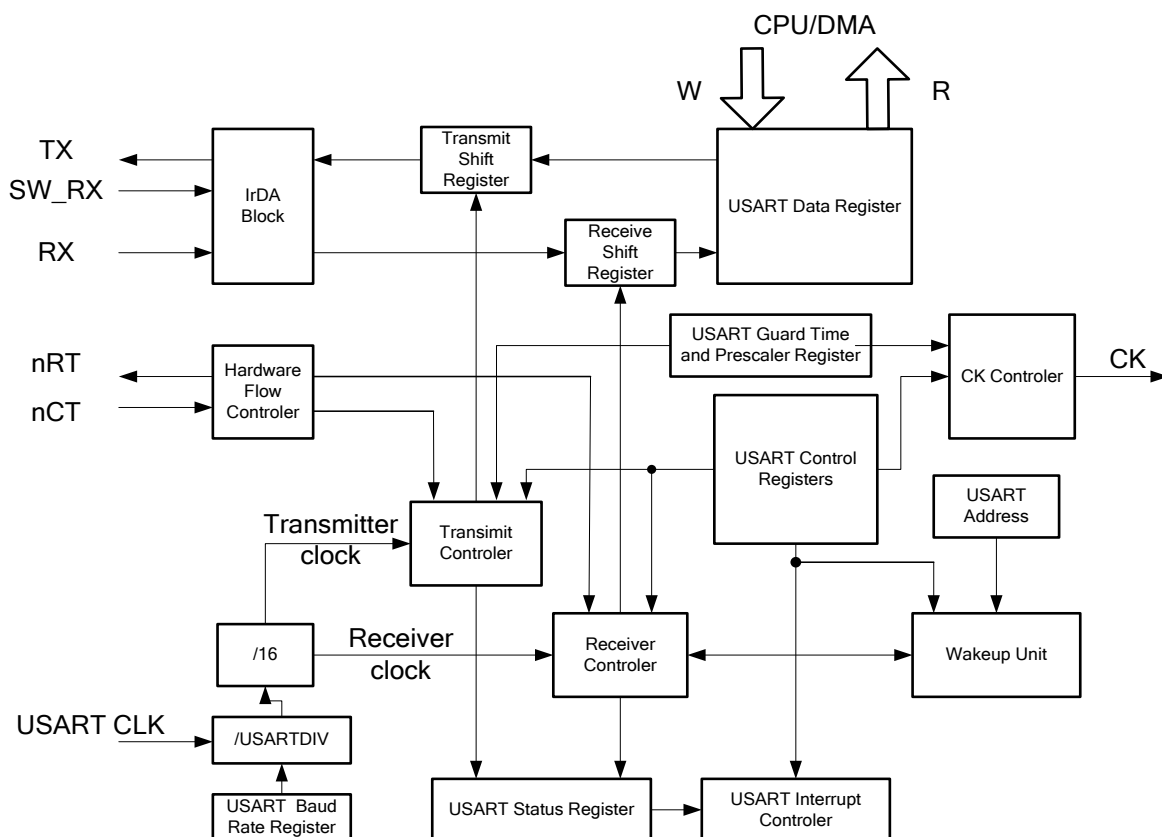 CPU/DMA
W
R
TX
SW_RX
RX
IrDA
Block
Transmit
Shift
Register
Receive
Shift
Register
USART Data Register
nRT
nCT
Hardware
Flow
Controler
USART Guard Time
and Prescaler Register
CK Controler
CK
USART Control
Registers
USART
Address
Transmitter
clock
Transimit
Controler
/16
Receiver
clock
Receiver
Controler
Wakeup Unit
USART CLK
/USARTDIV
USART Baud
Rate Register
USART Status Register
USART Interrupt
Controler